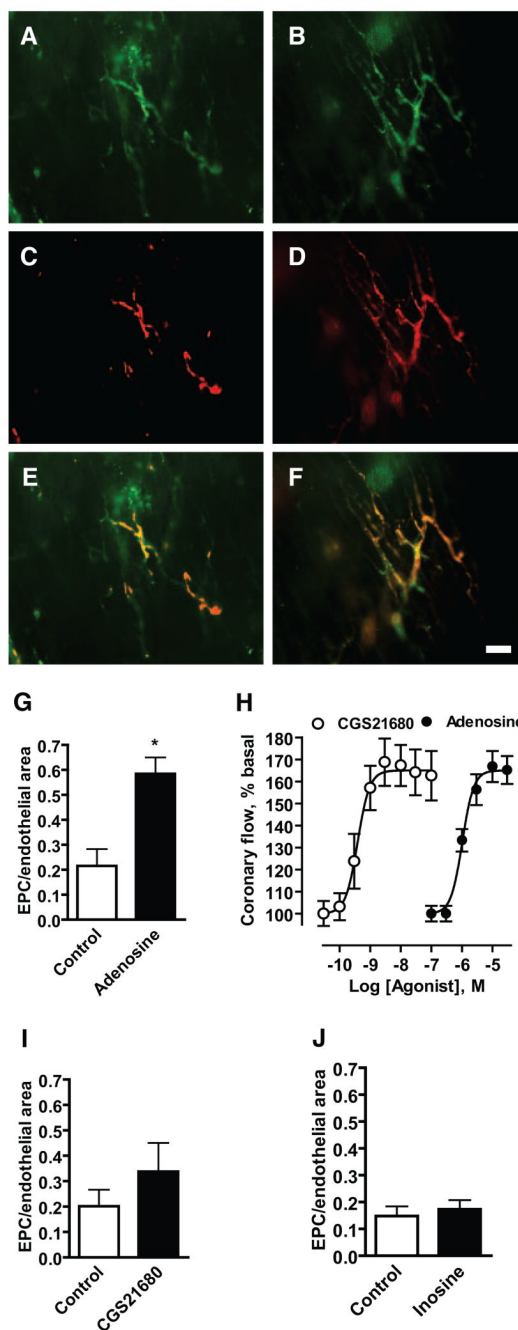 A
B
C
D
E
F
G
EPC/endothelial area
0.7
0.6
0.5
0.4
0.3
0.2
0.1
0.0
*
Control
Adenosine
H
CGS21680
Adenosine
Coronary flow, % basal
170
160
150
140
130
120
110
100
-10 -9 -8 -7 -6 -5
Log [Agonist], M
I
EPC/endothelial area
0.7
0.6
0.5
0.4
0.3
0.2
0.1
0.0
Control
CGS21680
J
EPC/endothelial area
0.7
0.6
0.5
0.4
0.3
0.2
0.1
0.0
Control
Inosine